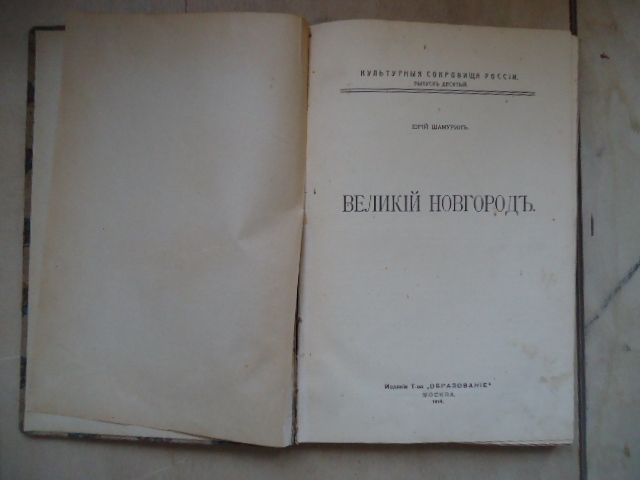 КУЛЬТУРНЫЯ СОКРОВИЩА РОССІИ.
ВЫПУСКЪ ДЕСЯТЫЙ.
ЮРІЙ ШАМУРИНЪ.
ВЕЛИКІЙ НОВГОРОДЪ.
Изданіе Т-ва „ОБРАЗОВАНІЕ“
МОСКВА